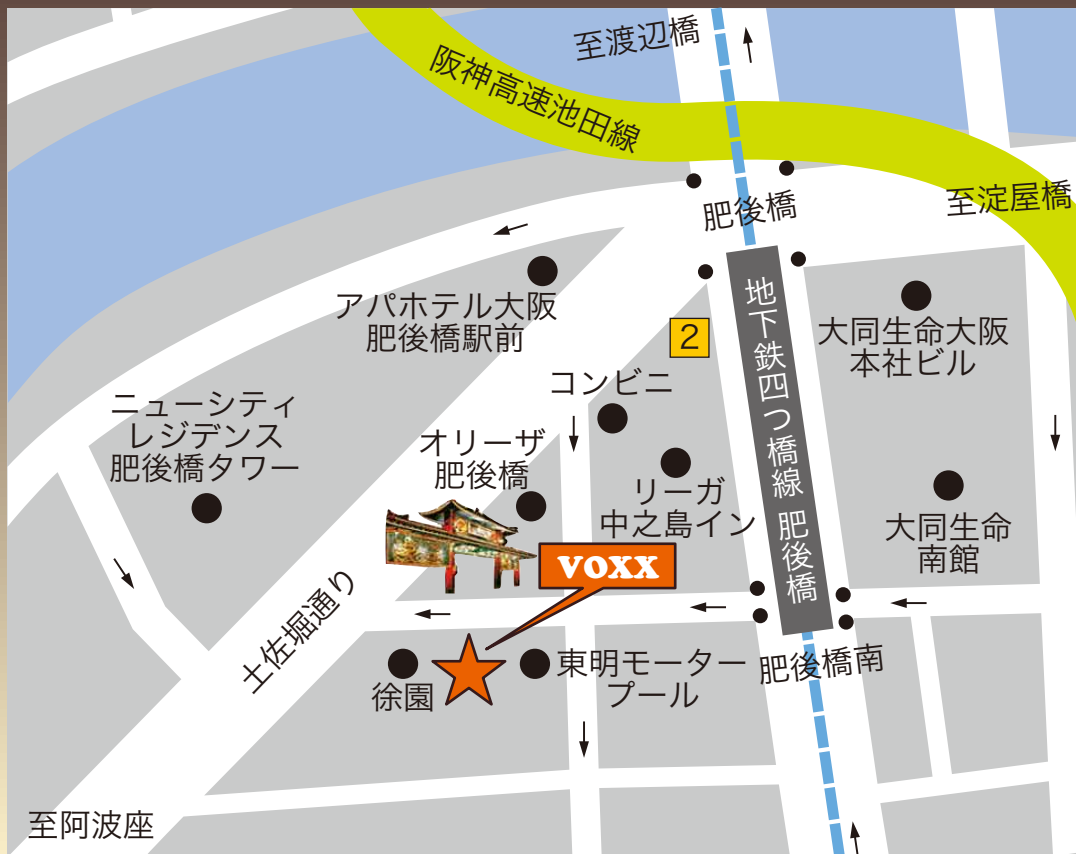 至渡辺橋
阪神高速池田線
至淀屋橋
肥後橋
アパホテル大阪
肥後橋駅前
2
地下鉄四つ橋線 肥後橋
大同生命大阪
本社ビル
コンビニ
ニューシティ
レジデンス
肥後橋タワー
オリーザ
肥後橋
リーガ
中之島イン
大同生命
南館
VOXX
土佐堀通り
徐園
東明モーター
プール
肥後橋南
至阿波座